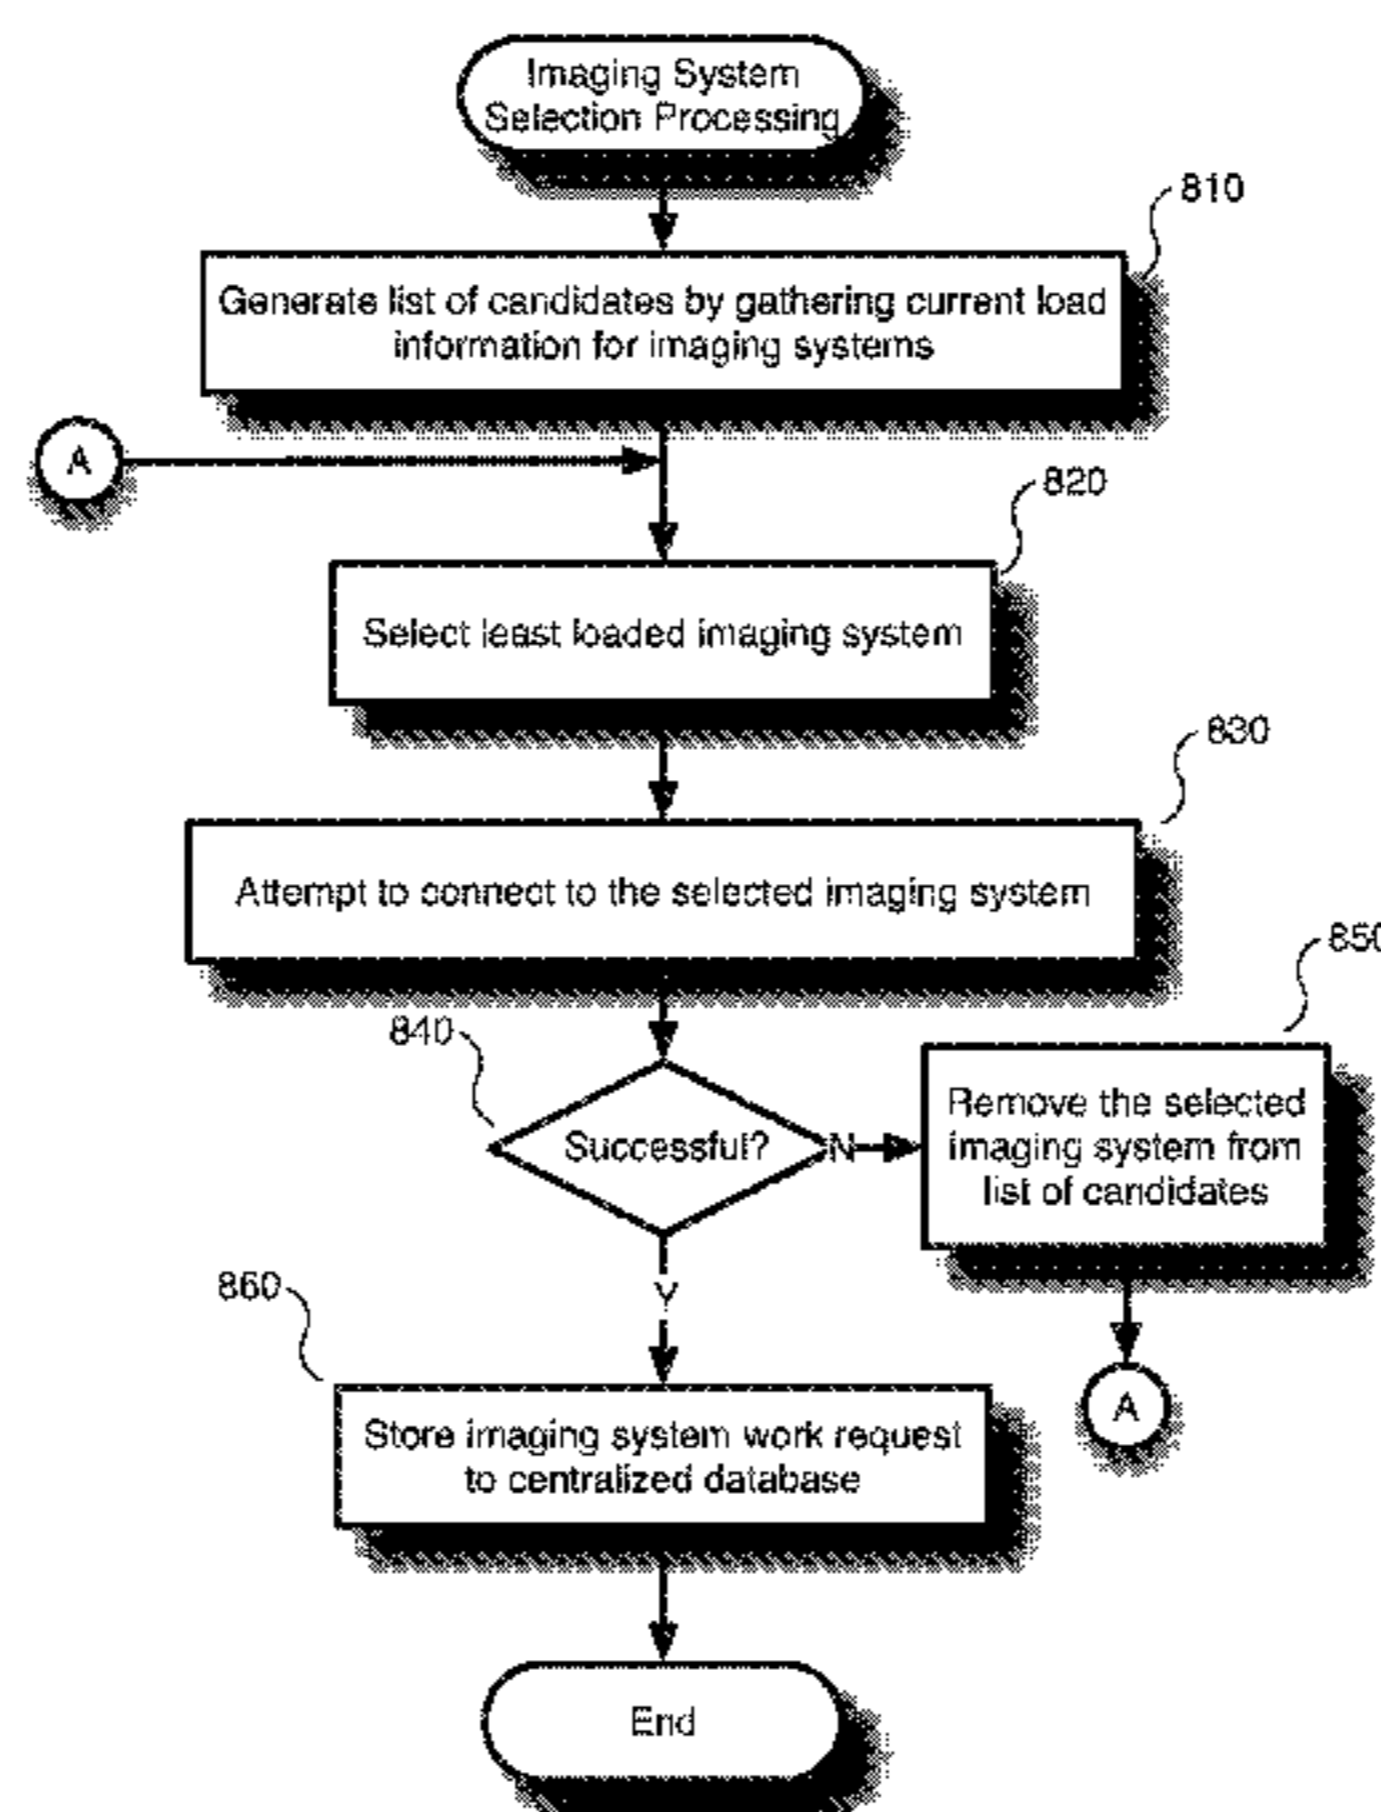 Imaging System
Selection Processing
810
Generate list of candidates by gathering current load
information for imaging systems
A
820
Select least loaded imaging system
830
Attempt to connect to the selected imaging system
850
840
Successful?
N
Remove the selected
imaging system from
list of candidates
Y
860
A
Store imaging system work request
to centralized database
End